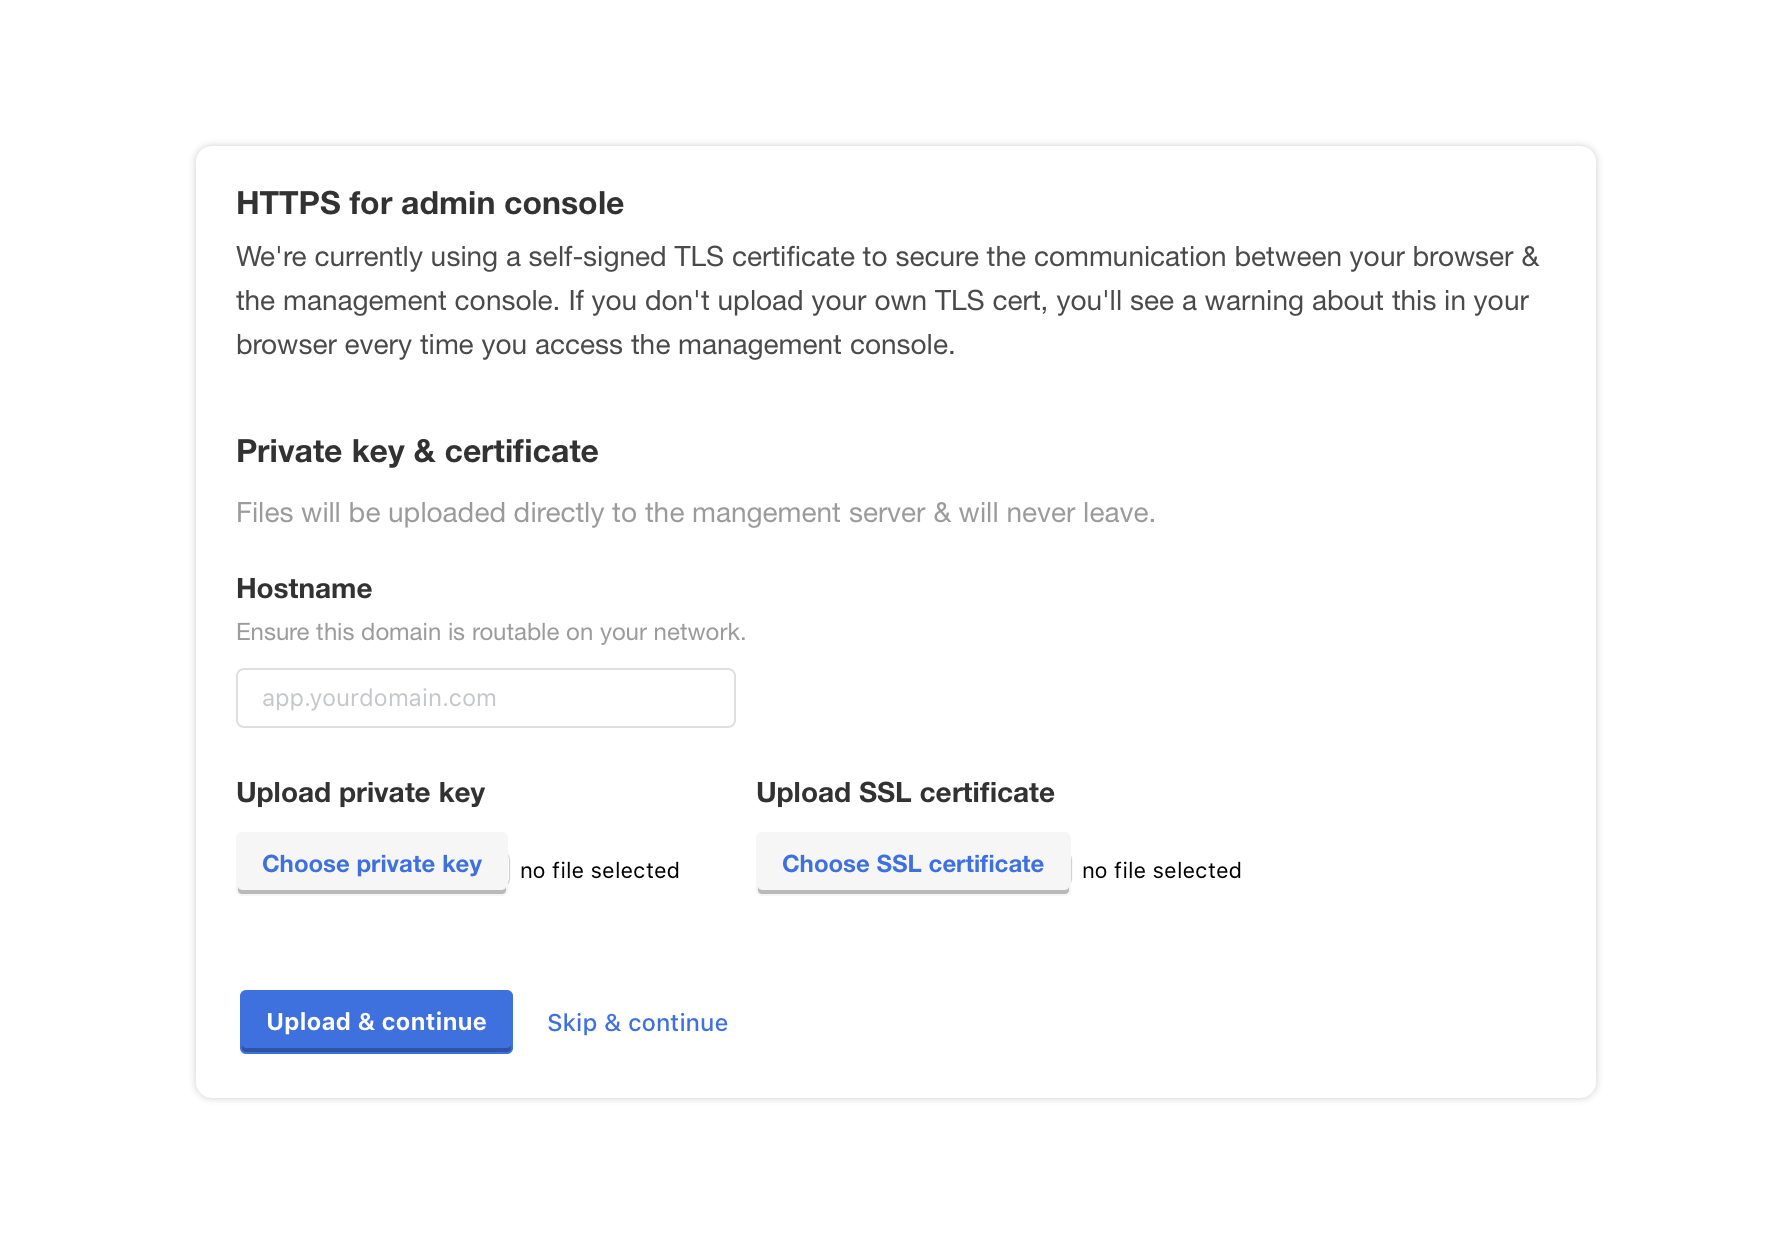 HTTPS for admin console
We're currently using a self-signed TLS certificate to secure the communication between your browser &
the management console. If you don't upload your own TLS cert, you'll see a warning about this in your
browser every time you access the management console.
Private key & certificate
Files will be uploaded directly to the mangement server & will never leave.
Hostname
Ensure this domain is routable on your network.
app.yourdomain.com
Upload private key
Upload SSL certificate
Choose private key no file selected
Choose SSL certificate no file selected
Upload & continue
Skip & continue